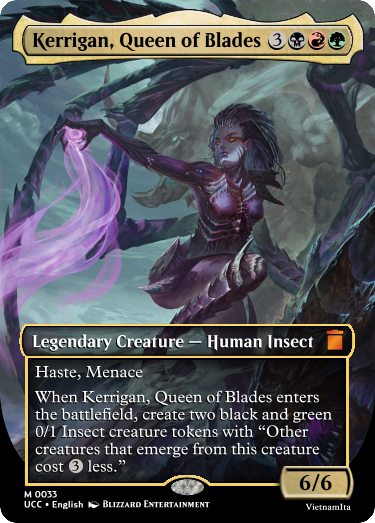 Kerrigan, Queen of Blades 3
Legendary Creature — Human Insect
Haste, Menace
When Kerrigan, Queen of Blades enters
the battlefield, create two black and green
0/1 Insect creature tokens with “Other
creatures that emerge from this creature
cost 3 less.”
6/6
M 0033
UCC • English Blizzard Entertainment
VietnamIta